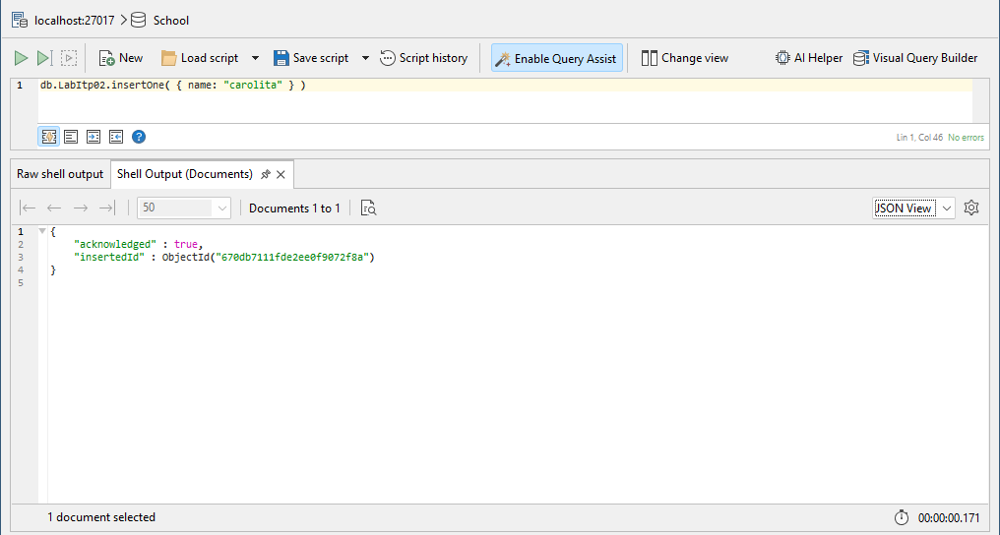 localhost:27017 School
New Load script Save script Script history Enable Query Assist Change view AI Helper Visual Query Builder
1 db.LabItp02.insertOne( { name: "carolita" } )
Lin 1, Col 46 No errors
Raw shell output Shell Output (Documents)
50 Documents 1 to 1 JSON View
1 {
2 "acknowledged" : true,
3 "insertedId" : ObjectId("670db7111fde2ee0f9072f8a")
4 }
5
1 document selected 00:00:00.171